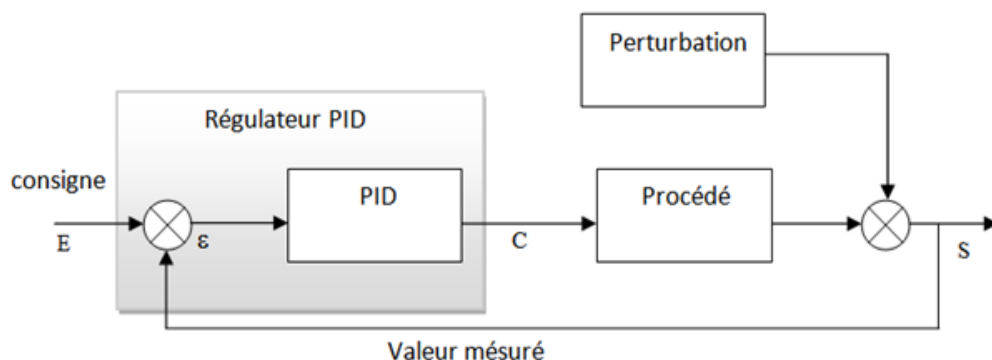 Perturbation
Régulateur PID
consigne
PID
Procédé
E
ε
C
S
Valeur mésuré